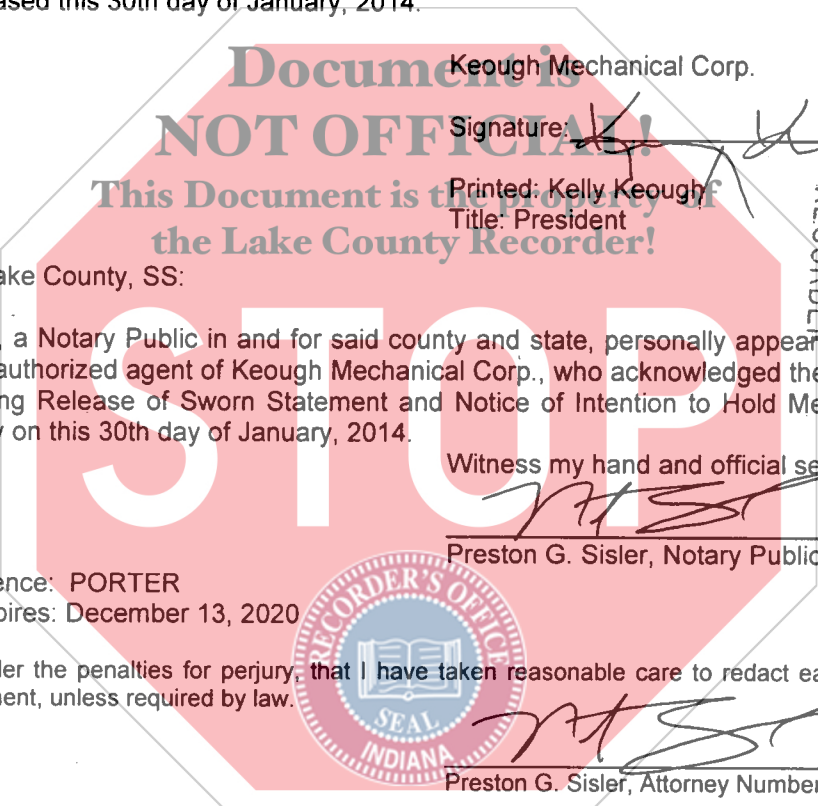 ased this 30th day of January, 2014.
Document is
NOT OFFICIAL!
This Document is the property of
the Lake County Recorder!
Keough Mechanical Corp.
Signature:
Printed: Kelly Keough
Title: President
RECORDER
ake County, SS:
, a Notary Public in and for said county and state, personally appear
authorized agent of Keough Mechanical Corp., who acknowledged the
ng Release of Sworn Statement and Notice of Intention to Hold Me
y on this 30th day of January, 2014.
STOP
Witness my hand and official se
Preston G. Sisler, Notary Public
ence: PORTER
pires: December 13, 2020
der the penalties for perjury, that I have taken reasonable care to redact ea
ment, unless required by law.
RECORDER'S OFFICE
SEAL
INDIANA
Preston G. Sisler, Attorney Number